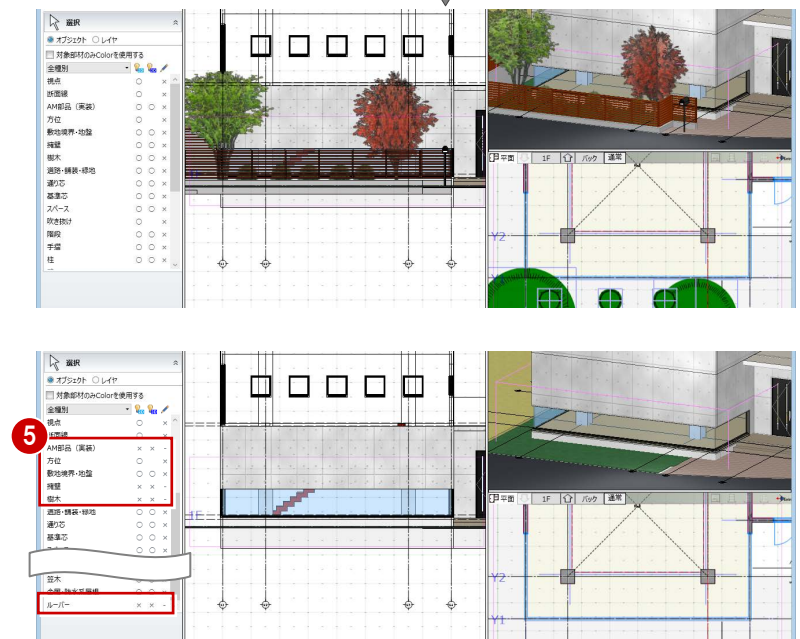 選択
オブジェクト レイヤ
対象部材のみColorを使用する
全種別
視点 ○ ×
断面線 ○ ×
AM部品（実装） ○ ○ ×
方位 ○ ×
敷地境界・地盤 ○ ○ ×
擁壁 ○ ○ ×
樹木 ○ ○ ×
道路・舗装・緑地 ○ ○ ×
通り芯 ○ ○ ×
基準芯 ○ ○ ×
スペース ○ ○ ×
吹き抜け ○ ×
階段 ○ ○ ×
手摺 ○ ○ ×
柱 ○ ○ ×
平面 1F バック 通常
Y2
選択
オブジェクト レイヤ
対象部材のみColorを使用する
全種別
視点 ○ ×
5
断面線 ○ ×
AM部品（実装） × × -
方位 ○ ×
敷地境界・地盤 ○ ○ ×
擁壁 × × -
樹木 × × -
道路・舗装・緑地 ○ ○ ×
通り芯 ○ ○ ×
基準芯 ○ ○ ×
笠木
ルーバー × × -
1F
平面 1F バック 通常
Y2
Y1